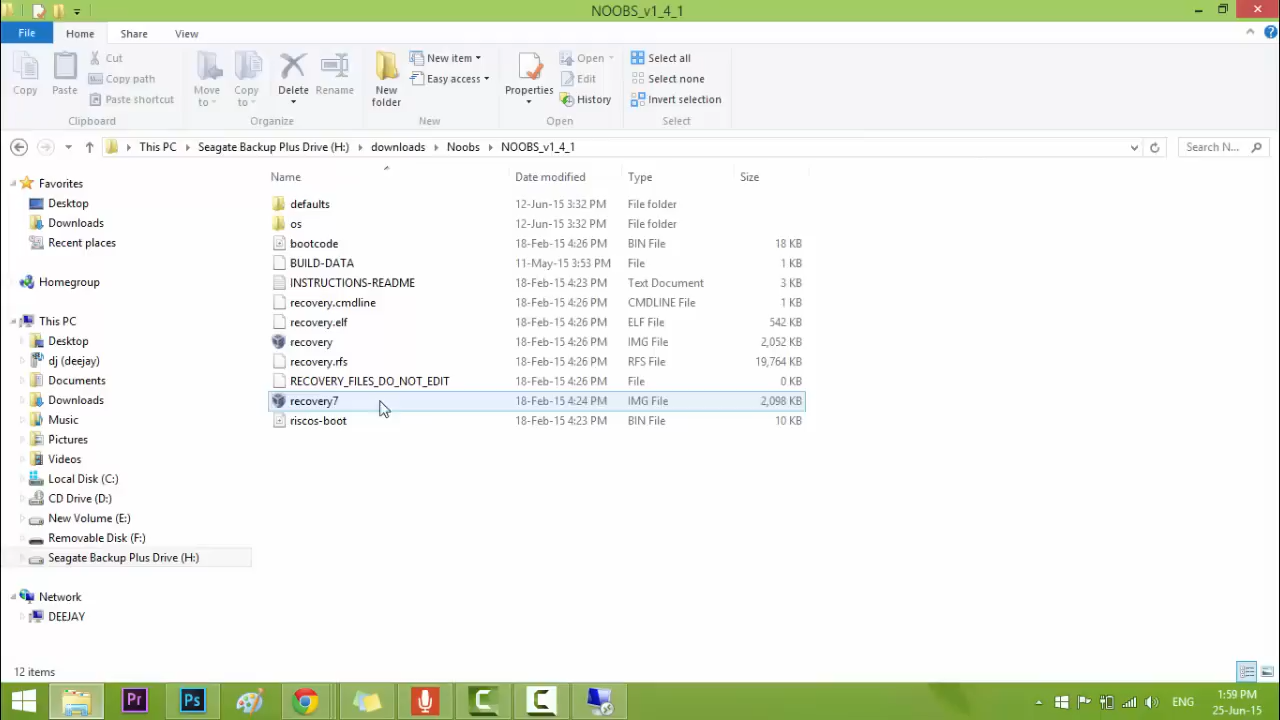 NOOBS_v1_4_1
File Home Share View
Copy Paste Cut Copy path Paste shortcut Move to Copy to Delete Rename New folder New item Easy access Properties Open Edit History Select all Select none Invert selection
Clipboard Organize New Open Select
This PC Seagate Backup Plus Drive (H:) downloads Noobs NOOBS_v1_4_1 Search N...
Name Date modified Type Size
defaults 12-Jun-15 3:32 PM File folder
os 12-Jun-15 3:32 PM File folder
bootcode 18-Feb-15 4:26 PM BIN File 18 KB
BUILD-DATA 11-May-15 3:53 PM File 1 KB
INSTRUCTIONS-README 18-Feb-15 4:23 PM Text Document 3 KB
recovery.cmdline 18-Feb-15 4:26 PM CMDLINE File 1 KB
recovery.elf 18-Feb-15 4:26 PM ELF File 542 KB
recovery 18-Feb-15 4:26 PM IMG File 2,052 KB
recovery.rfs 18-Feb-15 4:26 PM RFS File 19,764 KB
RECOVERY_FILES_DO_NOT_EDIT 18-Feb-15 4:26 PM File 0 KB
recovery7 18-Feb-15 4:24 PM IMG File 2,098 KB
riscos-boot 18-Feb-15 4:23 PM BIN File 10 KB
Favorites
Desktop
Downloads
Recent places
Homegroup
This PC
Desktop
dj (deejay)
Documents
Downloads
Music
Pictures
Videos
Local Disk (C:)
CD Drive (D:)
New Volume (E:)
Removable Disk (F:)
Seagate Backup Plus Drive (H:)
Network
DEEJAY
12 items
Pr Ps ENG 1:59 PM
25-Jun-15